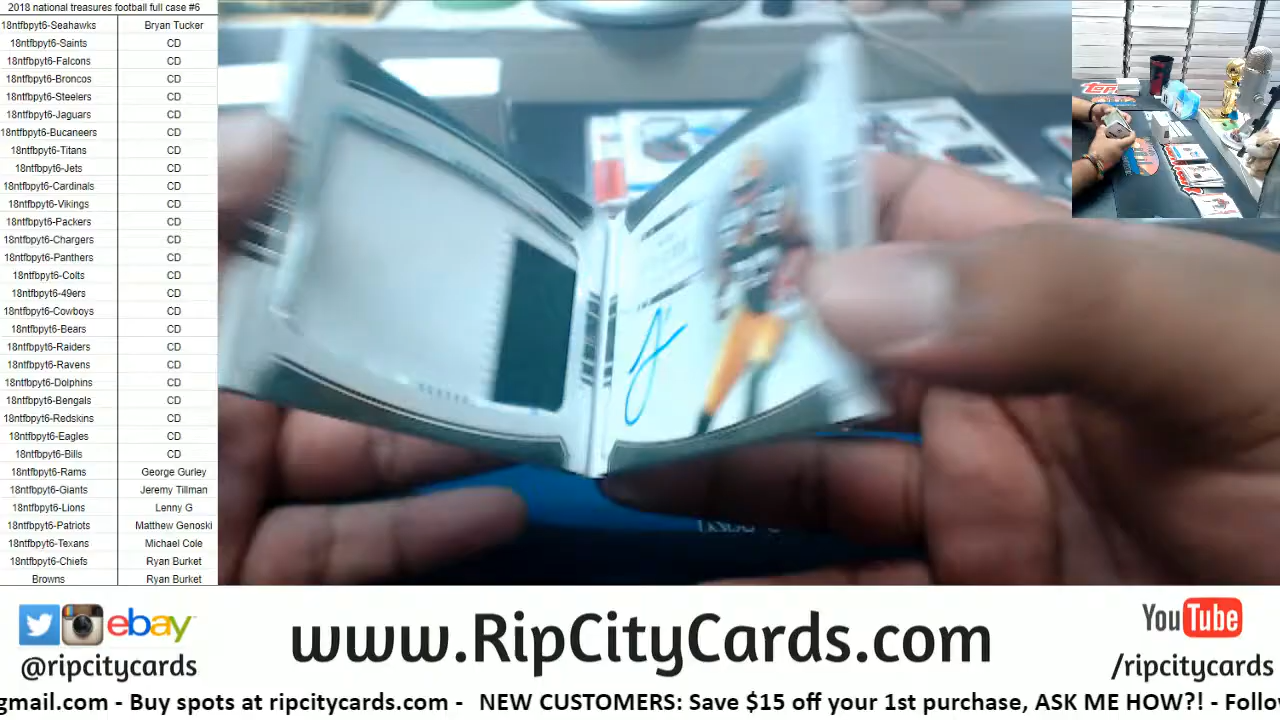 2018 national treasures football full case #6
18ntfbpyt6-Seahawks Bryan Tucker
18ntfbpyt6-Saints CD
18ntfbpyt6-Falcons CD
18ntfbpyt6-Broncos CD
18ntfbpyt6-Steelers CD
18ntfbpyt6-Jaguars CD
18ntfbpyt6-Bucaneers CD
18ntfbpyt6-Titans CD
18ntfbpyt6-Jets CD
18ntfbpyt6-Cardinals CD
18ntfbpyt6-Vikings CD
18ntfbpyt6-Packers CD
18ntfbpyt6-Chargers CD
18ntfbpyt6-Panthers CD
18ntfbpyt6-Colts CD
18ntfbpyt6-49ers CD
18ntfbpyt6-Cowboys CD
18ntfbpyt6-Bears CD
18ntfbpyt6-Raiders CD
18ntfbpyt6-Ravens CD
18ntfbpyt6-Dolphins CD
18ntfbpyt6-Bengals CD
18ntfbpyt6-Redskins CD
18ntfbpyt6-Eagles CD
18ntfbpyt6-Bills CD
18ntfbpyt6-Rams George Gurley
18ntfbpyt6-Giants Jeremy Tillman
18ntfbpyt6-Lions Lenny G
18ntfbpyt6-Patriots Matthew Genoski
18ntfbpyt6-Texans Michael Cole
18ntfbpyt6-Chiefs Ryan Burket
Browns Ryan Burket
ebay
@ripcitycards
www.RipCityCards.com
YouTube
/ripcitycards
gmail.com - Buy spots at ripcitycards.com - NEW CUSTOMERS: Save $15 off your 1st purchase, ASK ME HOW?! - Follo